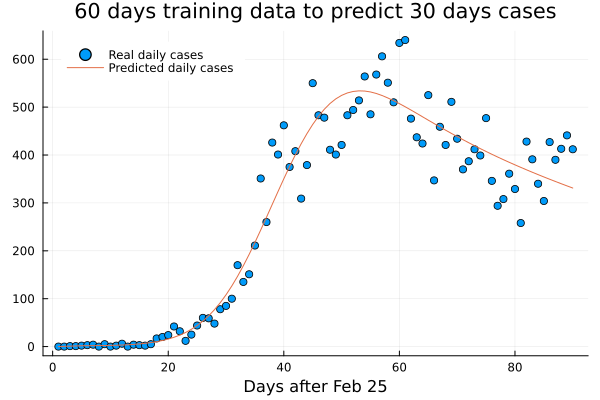 60 days training data to predict 30 days cases
Real daily cases
Predicted daily cases
600
500
400
300
200
100
0
0 20 40 60 80
Days after Feb 25